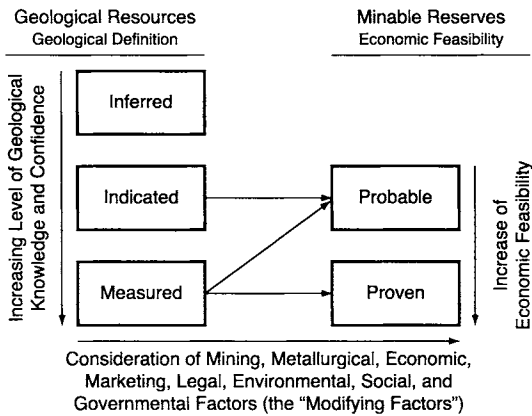 Geological Resources
Geological Definition
Minable Reserves
Economic Feasibility
Increasing Level of Geological
Knowledge and Confidence
Inferred
Indicated
Measured
Probable
Proven
Increase of
Economic Feasibility
Consideration of Mining, Metallurgical, Economic,
Marketing, Legal, Environmental, Social, and
Governmental Factors (the "Modifying Factors")